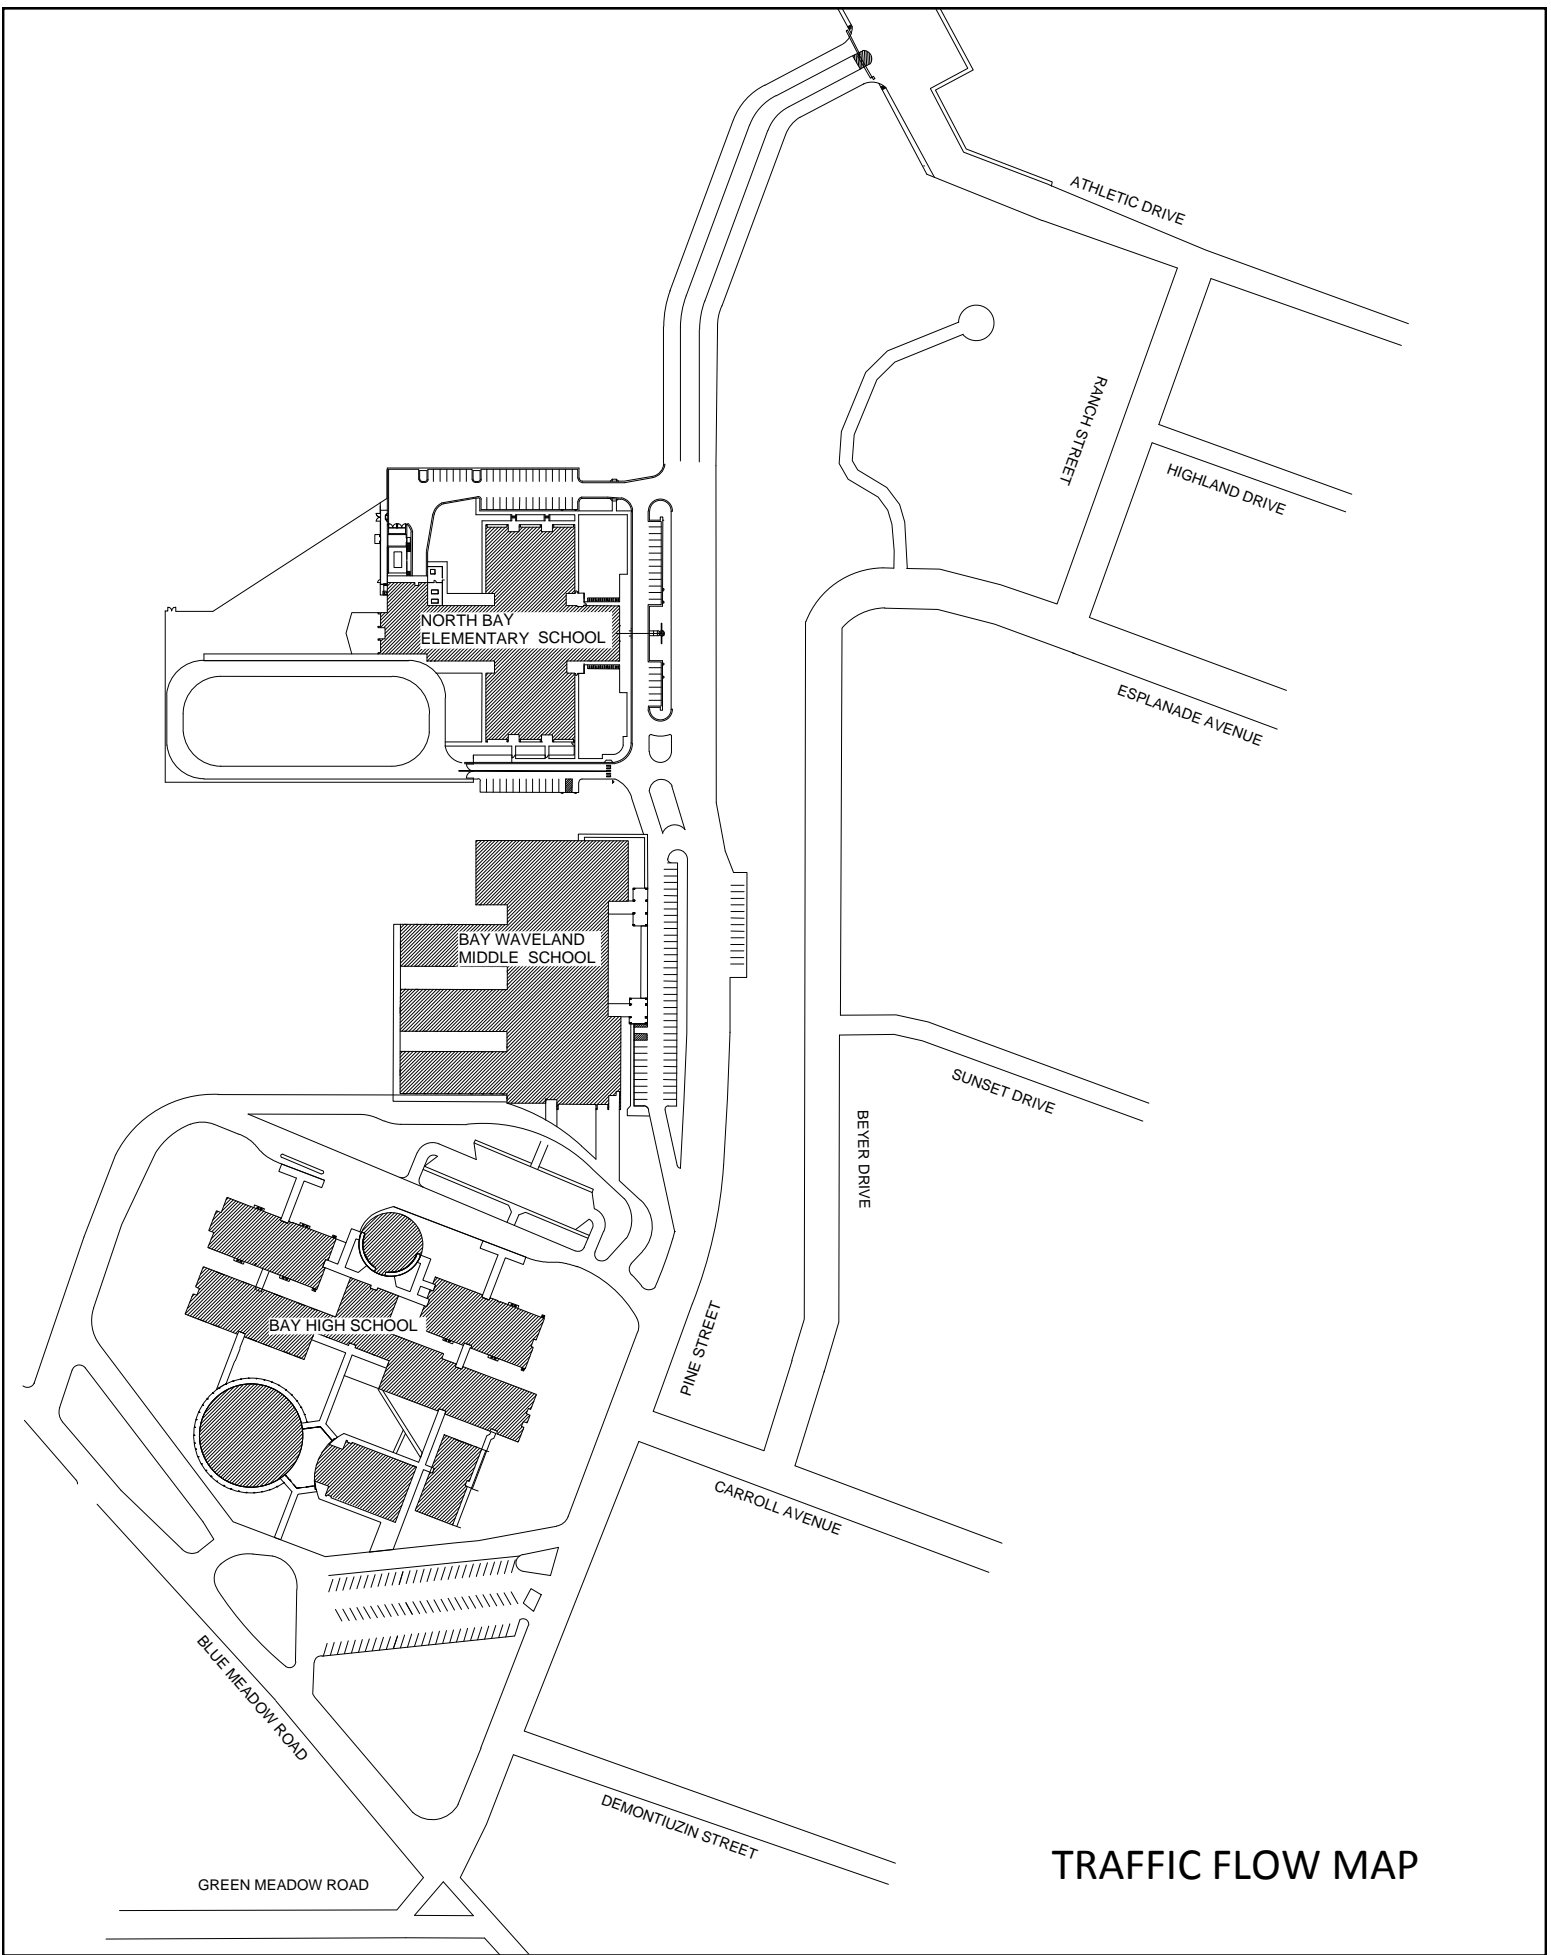 ATHLETIC DRIVE
RANCH STREET
HIGHLAND DRIVE
NORTH BAY
ELEMENTARY SCHOOL
ESPLANADE AVENUE
BAY WAVELAND
MIDDLE SCHOOL
SUNSET DRIVE
BEYER DRIVE
BAY HIGH SCHOOL
PINE STREET
CARROLL AVENUE
BLUE MEADOW ROAD
DEMONTIUZIN STREET
TRAFFIC FLOW MAP
GREEN MEADOW ROAD